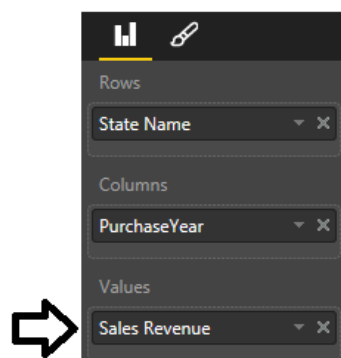 Rows
State Name
Columns
PurchaseYear
Values
Sales Revenue